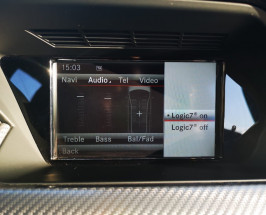 15:03
Navi Audio Tel Video
• Logic7® on
Logic7® off
Treble Bass Bal/Fad
Back